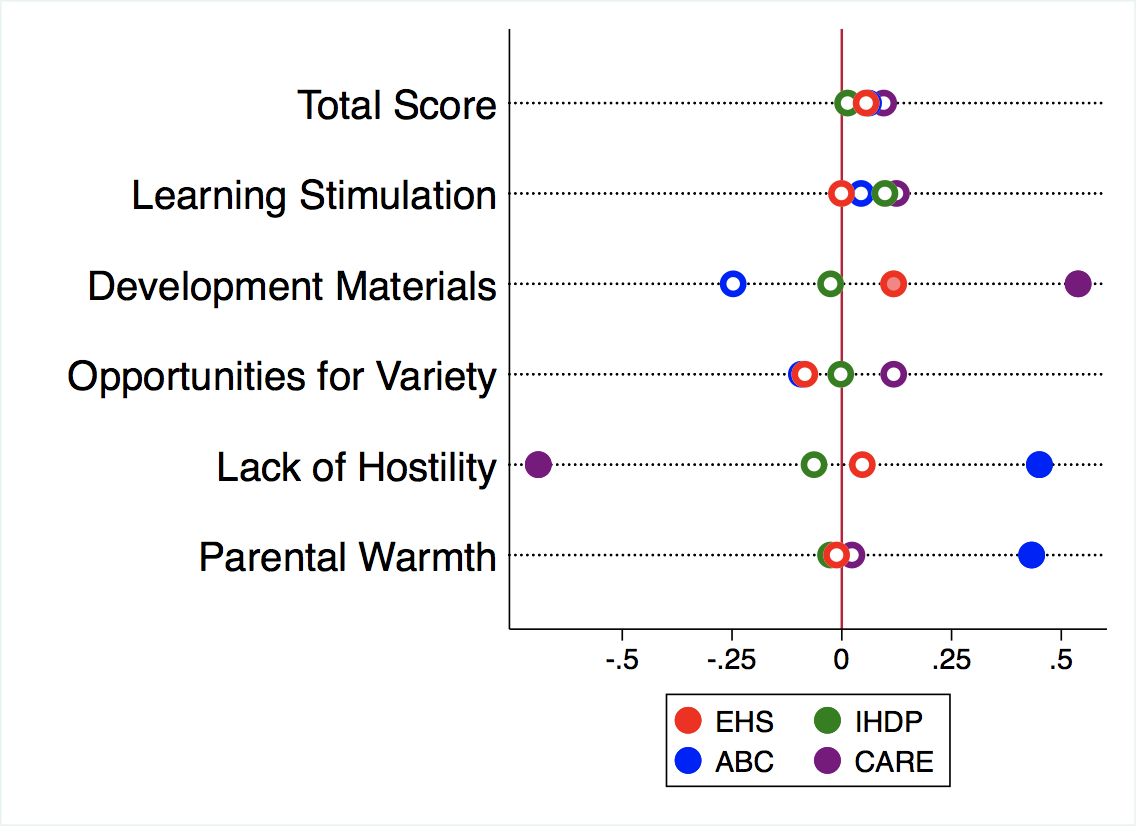 Total Score
Learning Stimulation
Development Materials
Opportunities for Variety
Lack of Hostility
Parental Warmth
-.5 -.25 0 .25 .5
EHS IHDP
ABC CARE